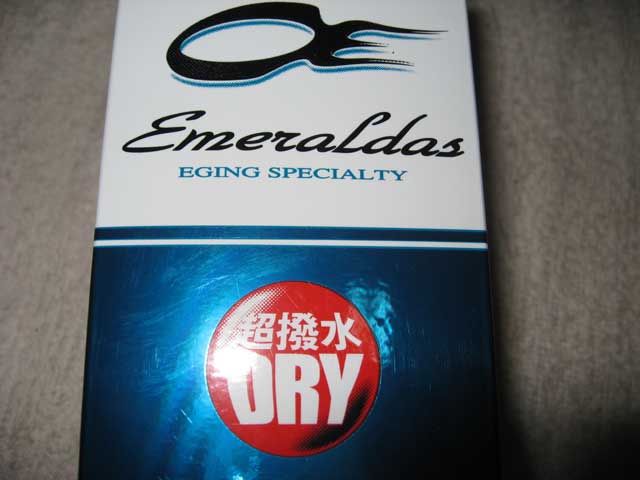 Emeraldas
EGING SPECIALTY
超撥水
DRY